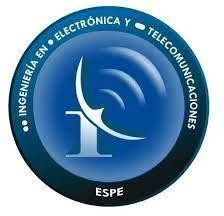 INGENIERÍA EN ELECTRÓNICA Y TELECOMUNICACIONES
ESPE